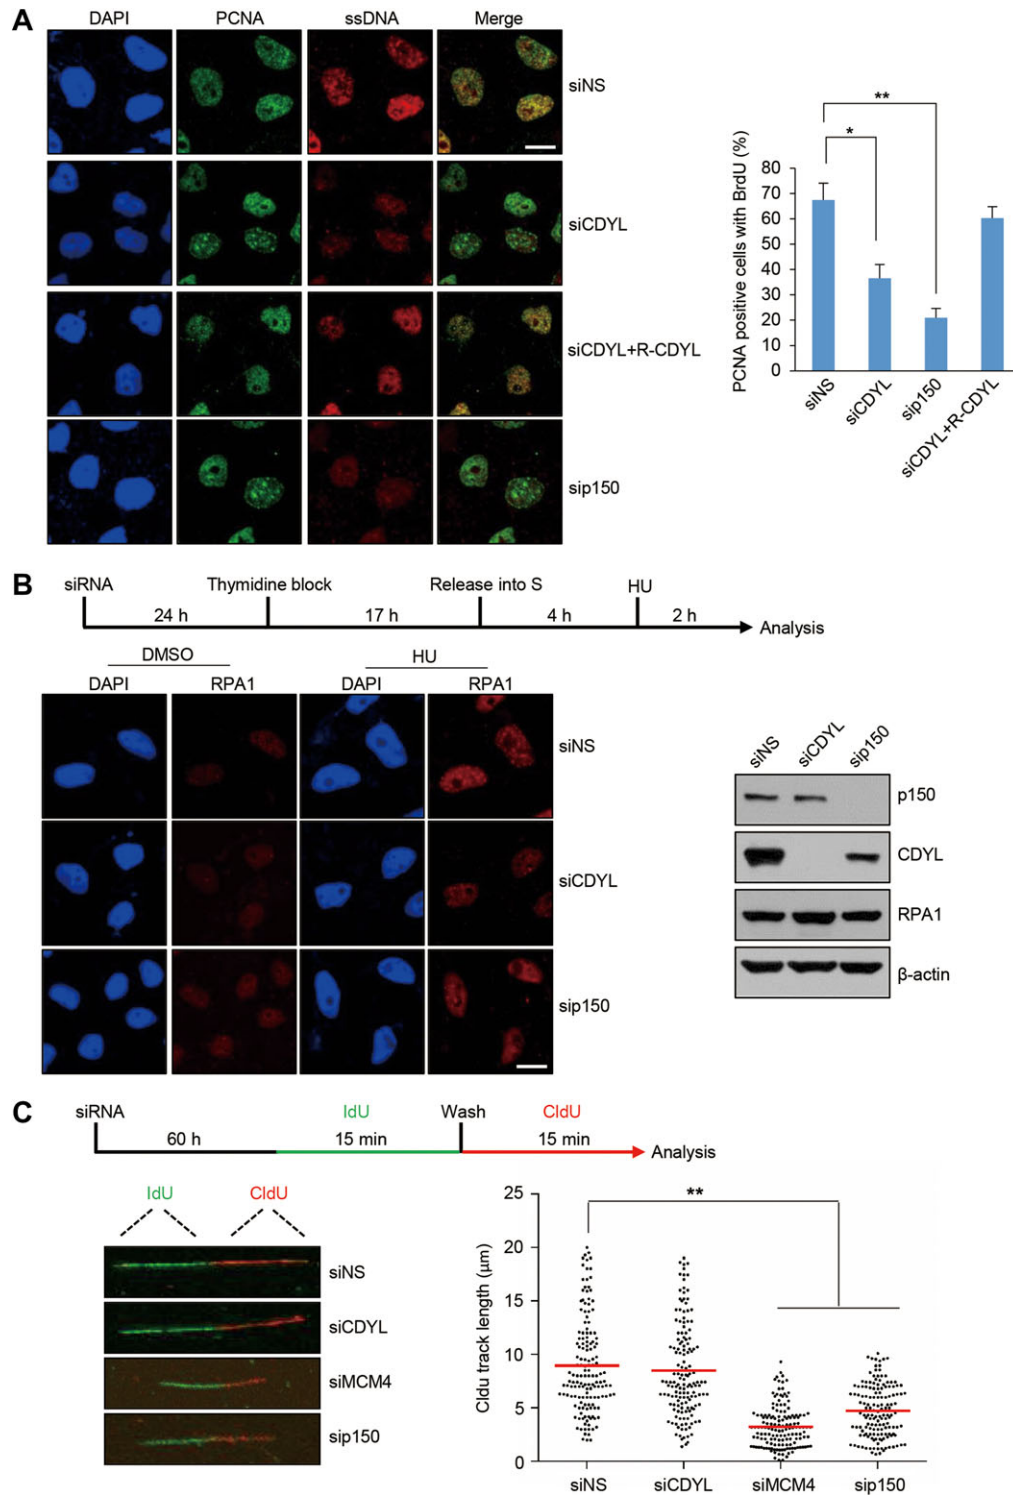 A
DAPI PCNA ssDNA Merge
siNS
siCDYL
siCDYL+R-CDYL
sip150
PCNA positive cells with BrdU (%)
80
70
60
50
40
30
20
10
0
*
**
siNS siCDYL sip150 siCDYL+R-CDYL
B
siRNA Thymidine block Release into S HU
24 h 17 h 4 h 2 h Analysis
DMSO HU
DAPI RPA1 DAPI RPA1
siNS
siCDYL
sip150
siNS siCDYL sip150
p150
CDYL
RPA1
β-actin
C
siRNA IdU Wash CldU
60 h 15 min 15 min Analysis
IdU CldU
siNS
siCDYL
siMCM4
sip150
Cldu track length (µm)
25
20
15
10
5
0
**
siNS siCDYL siMCM4 sip150